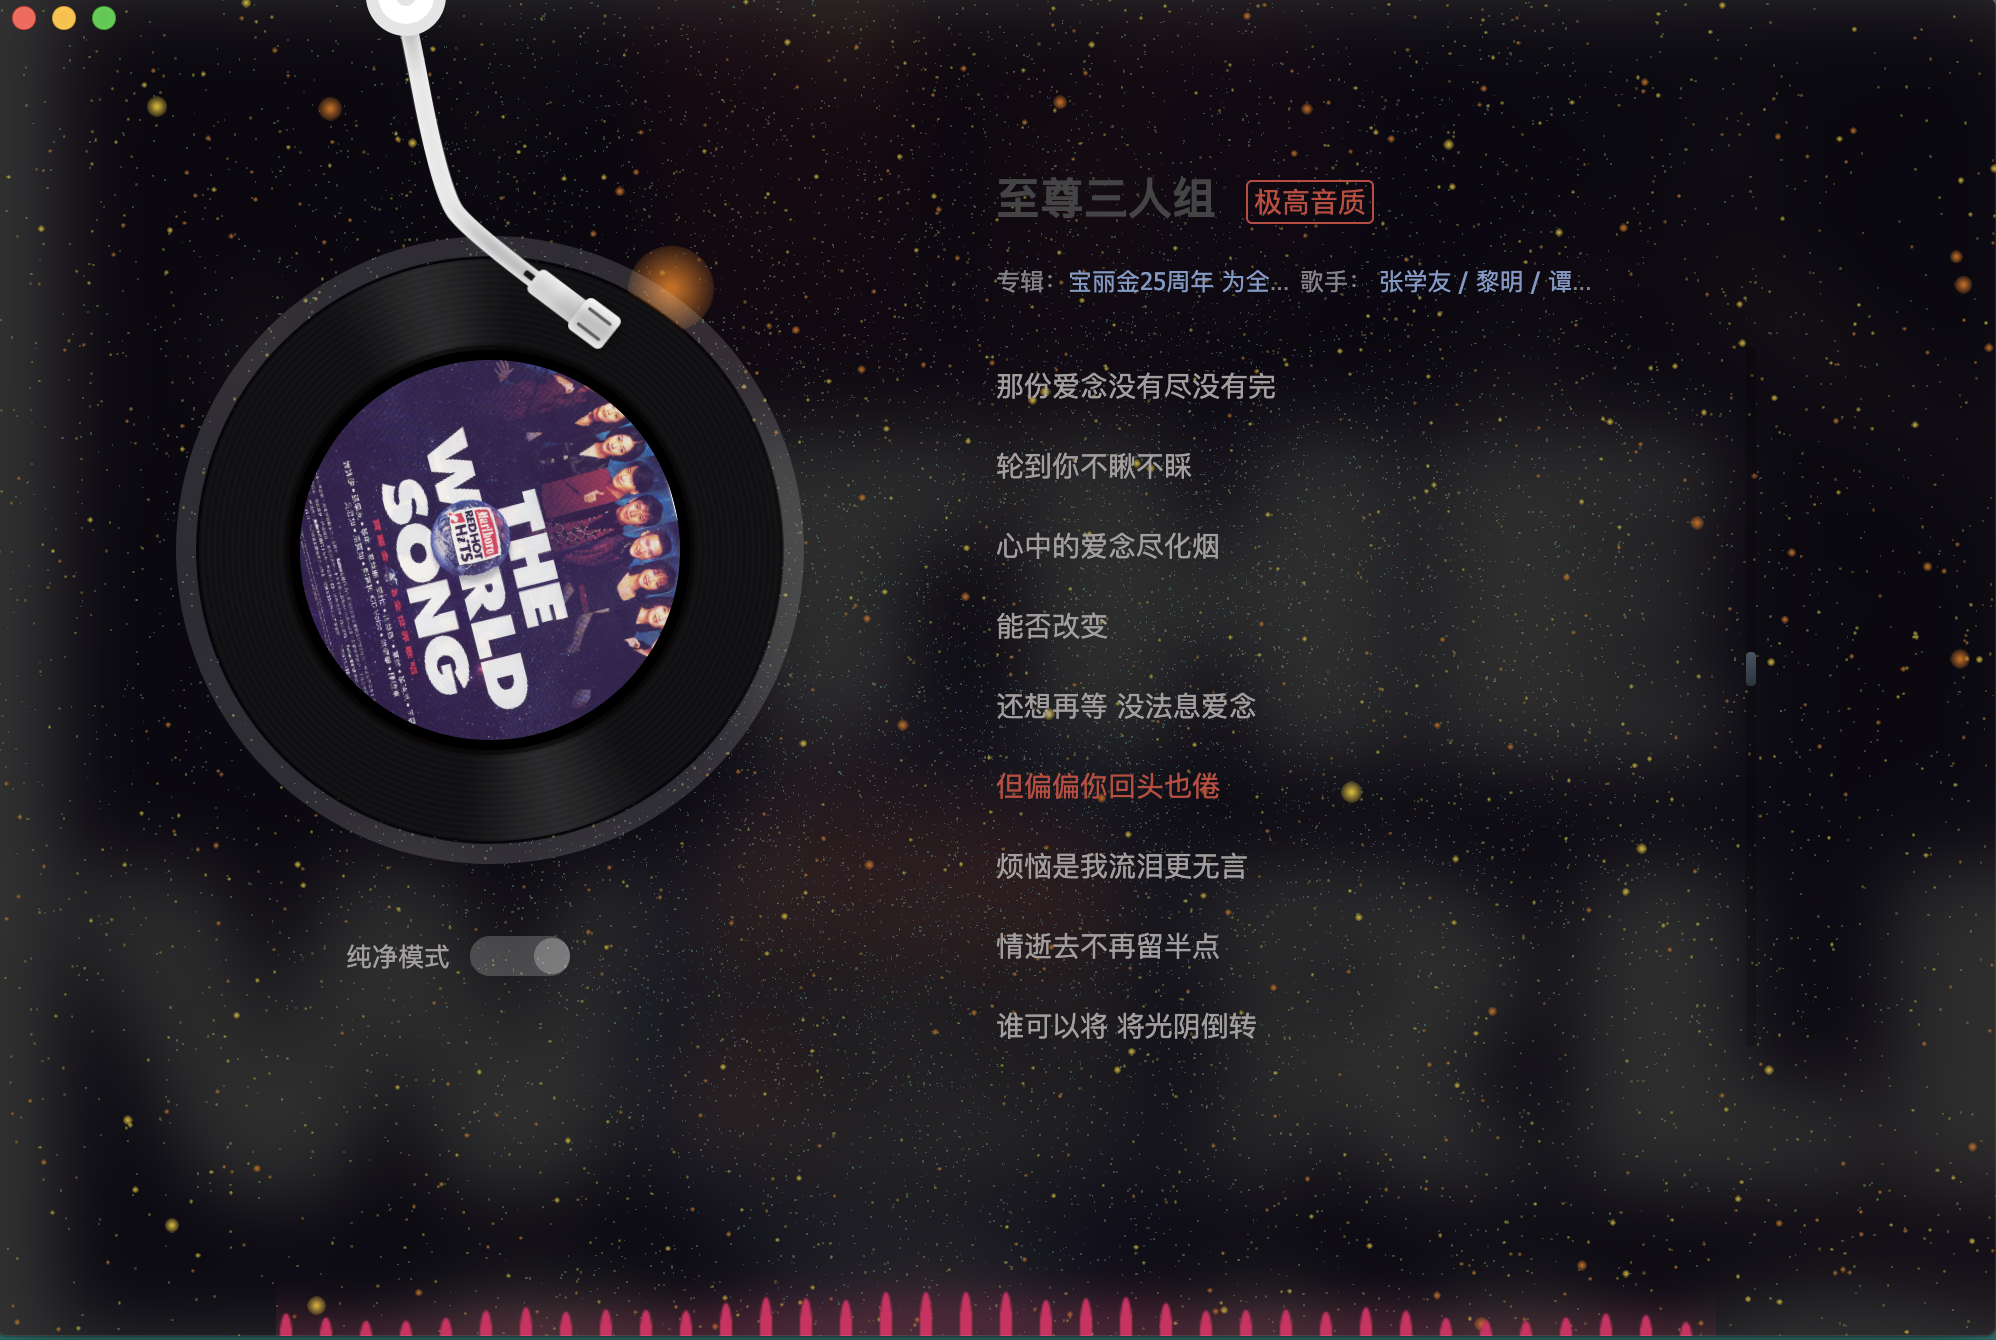 至尊三人组 极高音质
专辑： 宝丽金25周年 为全... 歌手： 张学友 / 黎明 / 谭...
那份爱念没有尽没有完
轮到你不瞅不睬
心中的爱念尽化烟
能否改变
还想再等 没法息爱念
但偏偏你回头也倦
烦恼是我流泪更无言
情逝去不再留半点
谁可以将 将光阴倒转
THE
WORLD
SONG
Marlboro
RED HOT
HITS
纯净模式